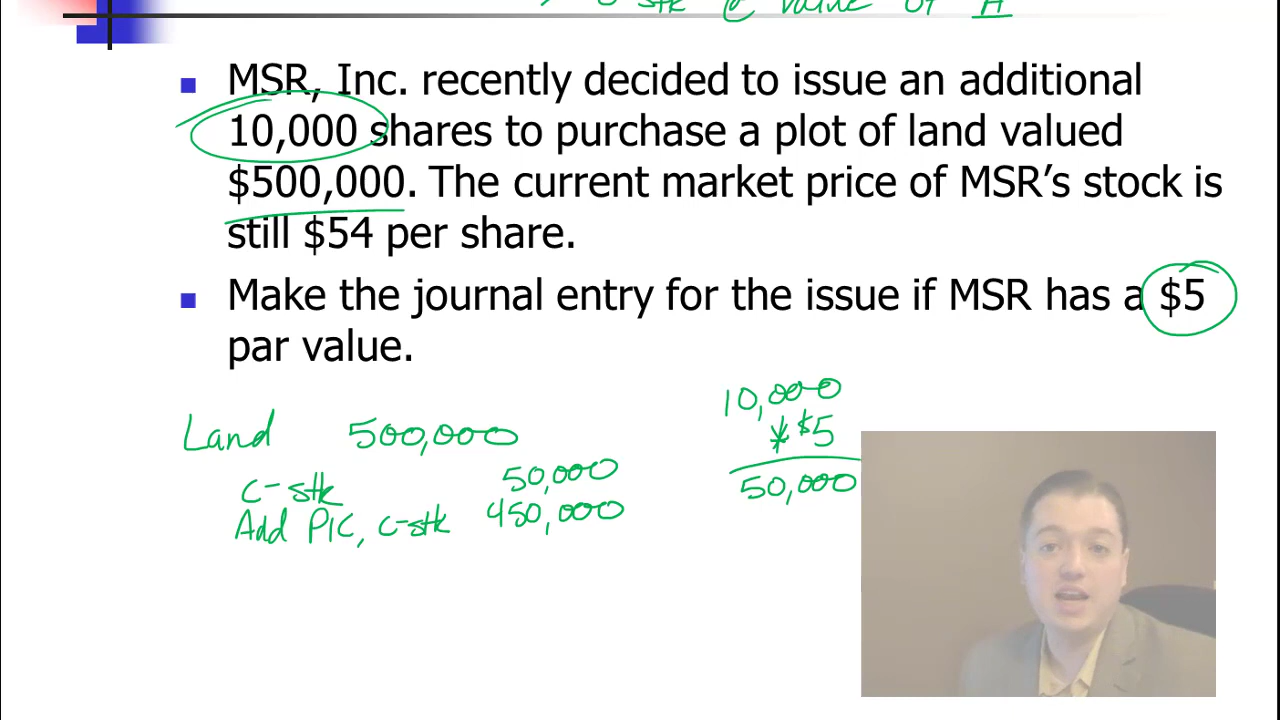 stk @ value of A
MSR, Inc. recently decided to issue an additional
10,000 shares to purchase a plot of land valued
$500,000. The current market price of MSR’s stock is
still $54 per share.
Make the journal entry for the issue if MSR has a $5
par value.
10,000
Land 500,000 * $5
c-stk 50,000 50,000
Add PIC, c-stk 450,000